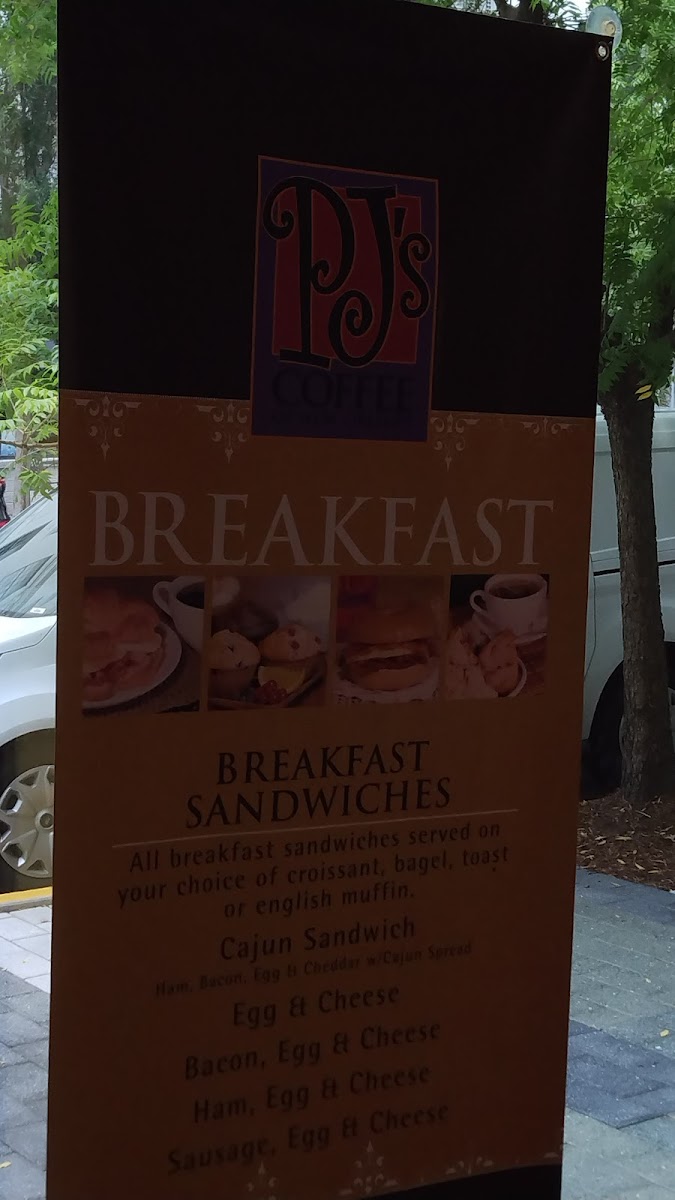 PJ's
COFFEE
BREAKFAST
BREAKFAST
SANDWICHES
All breakfast sandwiches served on
your choice of croissant, bagel, toast
or english muffin.
Cajun Sandwich
Ham, Bacon, Egg & Cheddar w/Cajun Spread
Egg & Cheese
Bacon, Egg & Cheese
Ham, Egg & Cheese
Sausage, Egg & Cheese